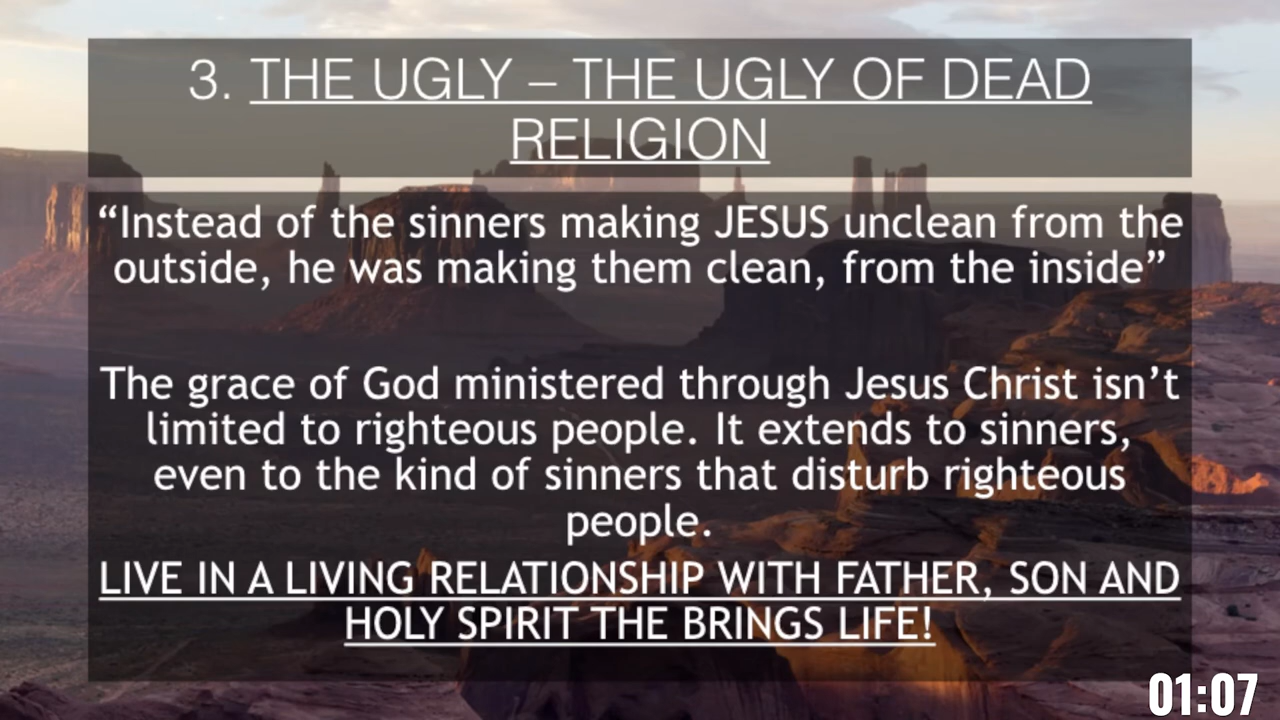 3. THE UGLY – THE UGLY OF DEAD
RELIGION
“Instead of the sinners making JESUS unclean from the
outside, he was making them clean, from the inside”
The grace of God ministered through Jesus Christ isn’t
limited to righteous people. It extends to sinners,
even to the kind of sinners that disturb righteous
people.
LIVE IN A LIVING RELATIONSHIP WITH FATHER, SON AND
HOLY SPIRIT THE BRINGS LIFE!
01:07